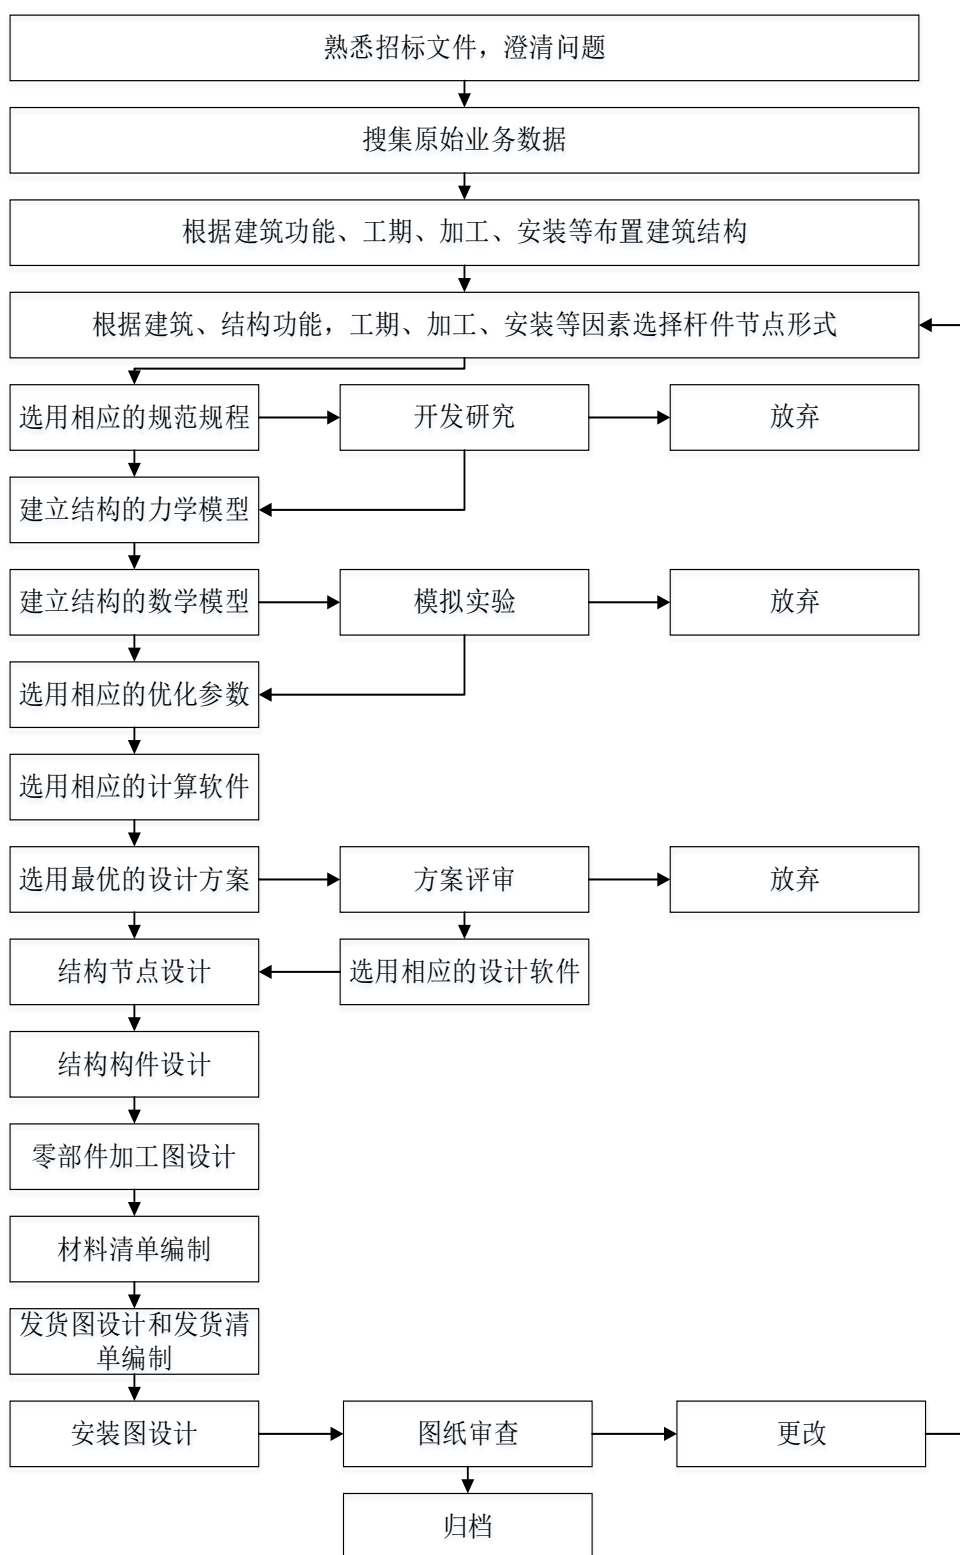 熟悉招标文件，澄清问题
搜集原始业务数据
根据建筑功能、工期、加工、安装等布置建筑结构
根据建筑、结构功能，工期、加工、安装等因素选择杆件节点形式
选用相应的规范规程
开发研究
放弃
建立结构的力学模型
建立结构的数学模型
模拟实验
放弃
选用相应的优化参数
选用相应的计算软件
选用最优的设计方案
方案评审
放弃
结构节点设计
选用相应的设计软件
结构构件设计
零部件加工图设计
材料清单编制
发货图设计和发货清
单编制
安装图设计
图纸审查
更改
归档